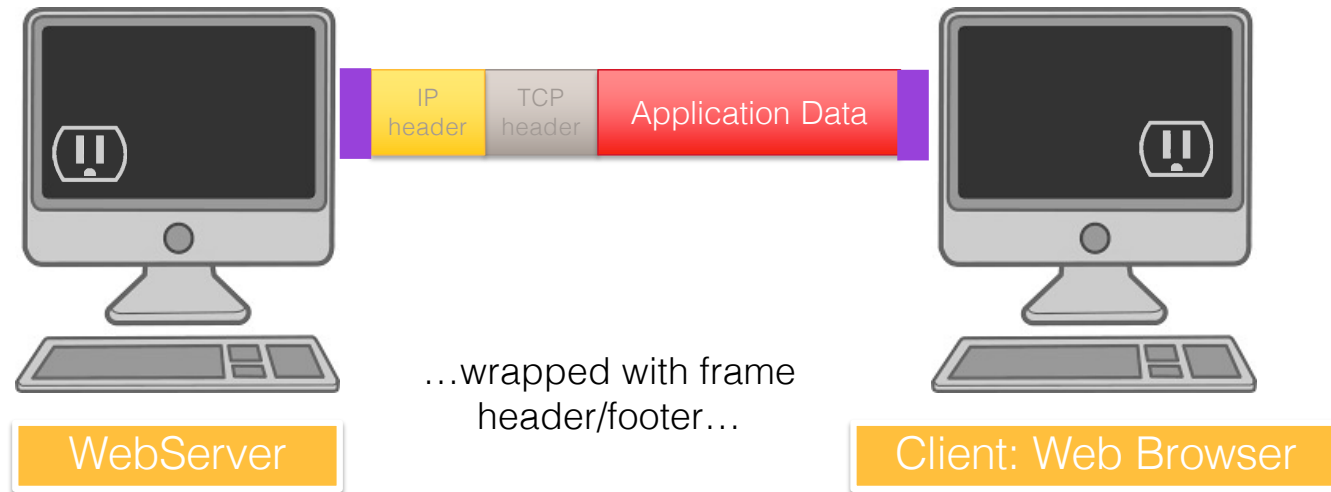 IP
header
TCP
header
Application Data
…wrapped with frame
header/footer…
WebServer
Client: Web Browser